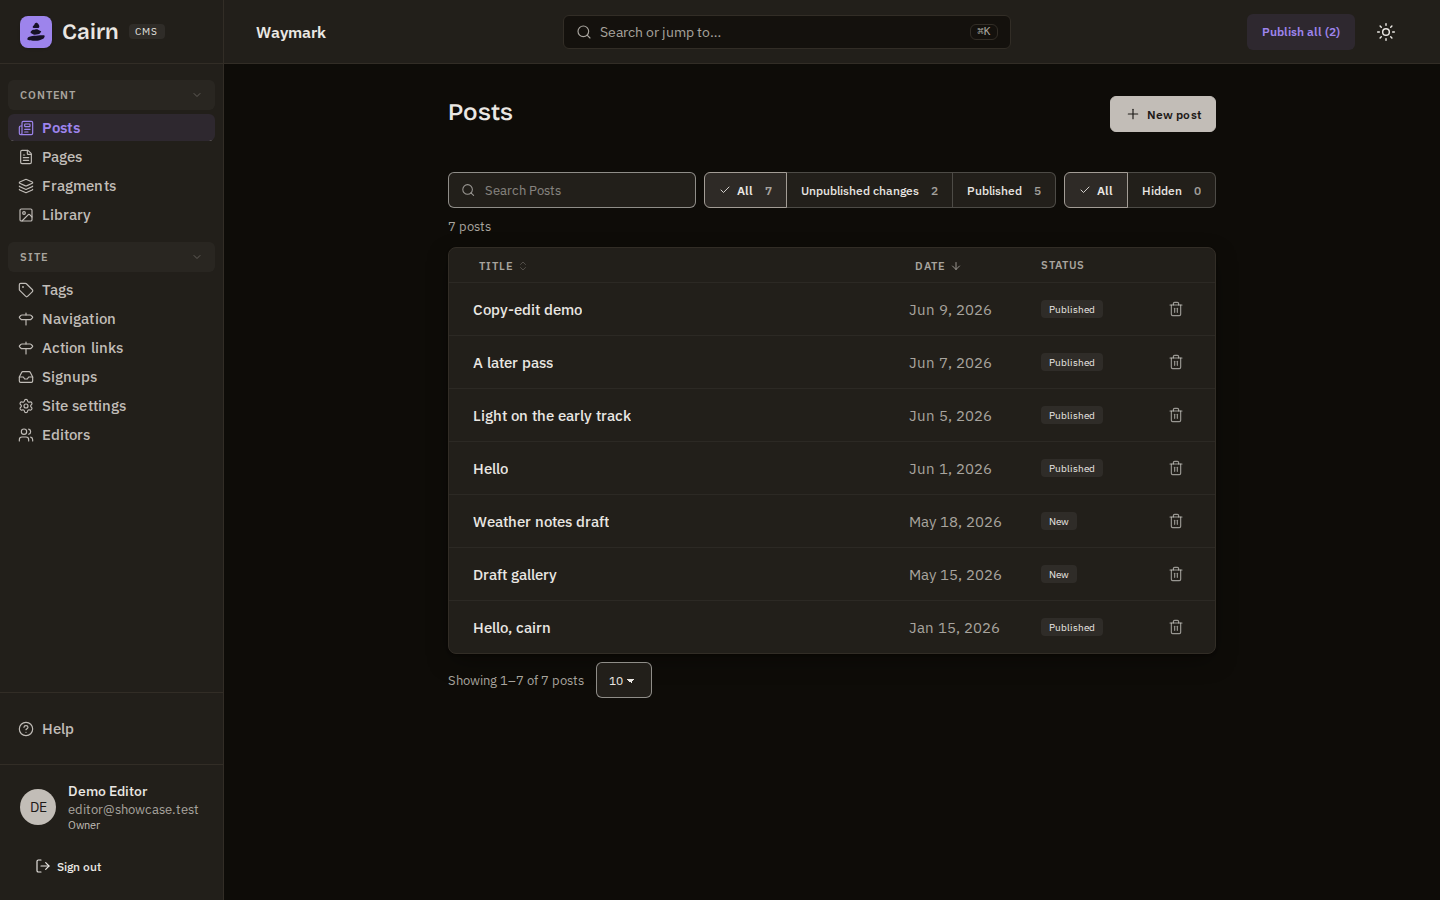 Cairn CMS
Waymark
Search or jump to...
⌘K
Publish all (2)
CONTENT
Posts
Pages
Fragments
Library
SITE
Tags
Navigation
Action links
Signups
Site settings
Editors
Help
DE
Demo Editor
editor@showcase.test
Owner
Sign out
Posts
New post
Search Posts
All 7
Unpublished changes 2
Published 5
All
Hidden 0
7 posts
TITLE DATE STATUS
Copy-edit demo Jun 9, 2026 Published
A later pass Jun 7, 2026 Published
Light on the early track Jun 5, 2026 Published
Hello Jun 1, 2026 Published
Weather notes draft May 18, 2026 New
Draft gallery May 15, 2026 New
Hello, cairn Jan 15, 2026 Published
Showing 1–7 of 7 posts 10